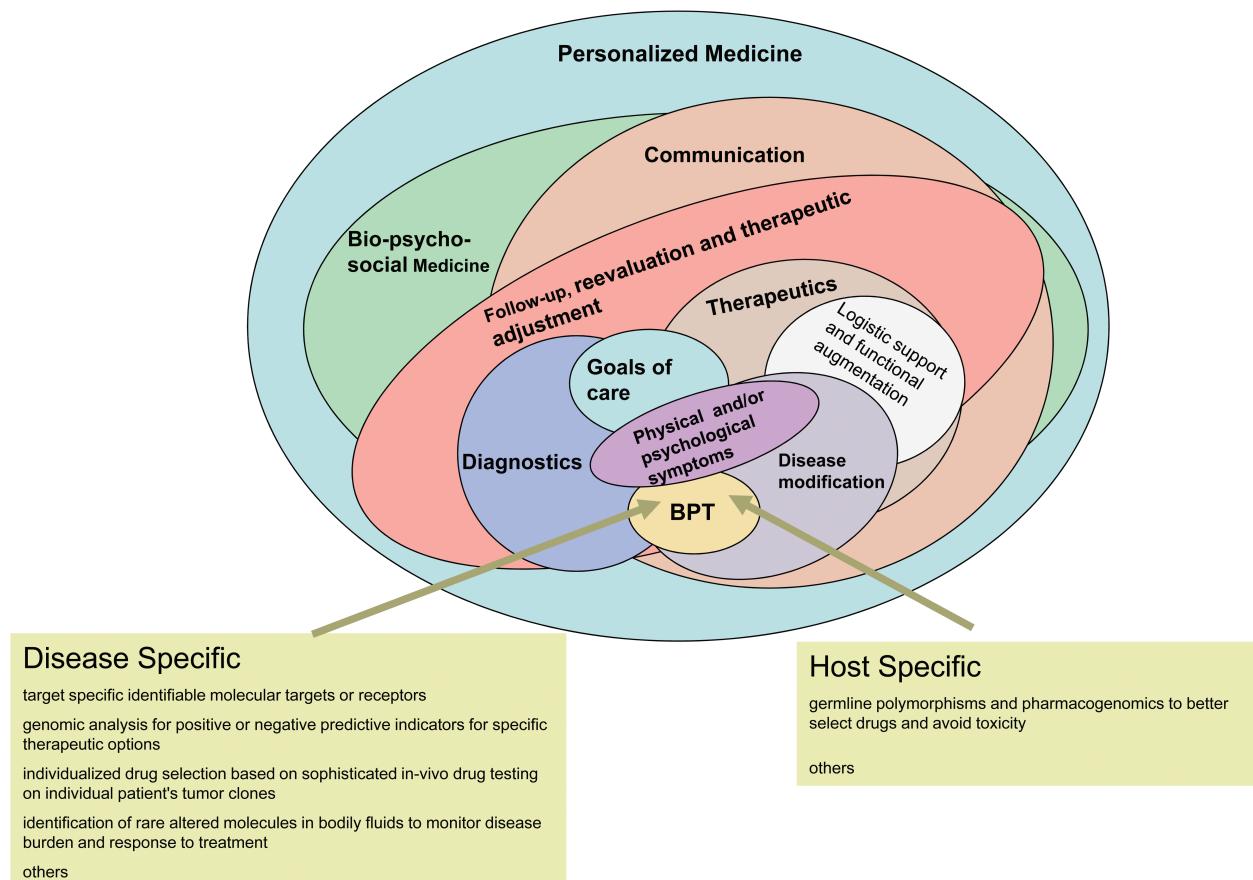 Personalized Medicine
Communication
Bio-psycho-
social Medicine
Follow-up, reevaluation and therapeutic
adjustment
Therapeutics
Logistic support
and functional
augmentation
Goals of
care
Physical and/or
psychological
symptoms
Diagnostics
Disease
modification
BPT
Disease Specific
target specific identifiable molecular targets or receptors
genomic analysis for positive or negative predictive indicators for specific
therapeutic options
individualized drug selection based on sophisticated in-vivo drug testing
on individual patient's tumor clones
identification of rare altered molecules in bodily fluids to monitor disease
burden and response to treatment
others
Host Specific
germline polymorphisms and pharmacogenomics to better
select drugs and avoid toxicity
others